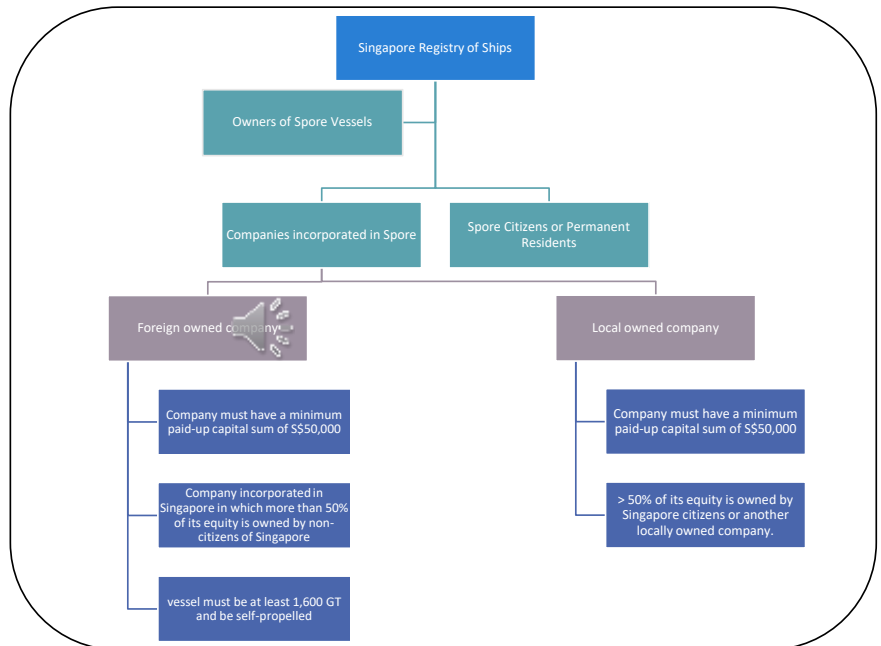 Singapore Registry of Ships
Owners of Spore Vessels
Companies incorporated in Spore
Spore Citizens or Permanent
Residents
Foreign owned company
Local owned company
Company must have a minimum
paid-up capital sum of S$50,000
Company incorporated in
Singapore in which more than 50%
of its equity is owned by non-
citizens of Singapore
vessel must be at least 1,600 GT
and be self-propelled
Company must have a minimum
paid-up capital sum of S$50,000
> 50% of its equity is owned by
Singapore citizens or another
locally owned company.